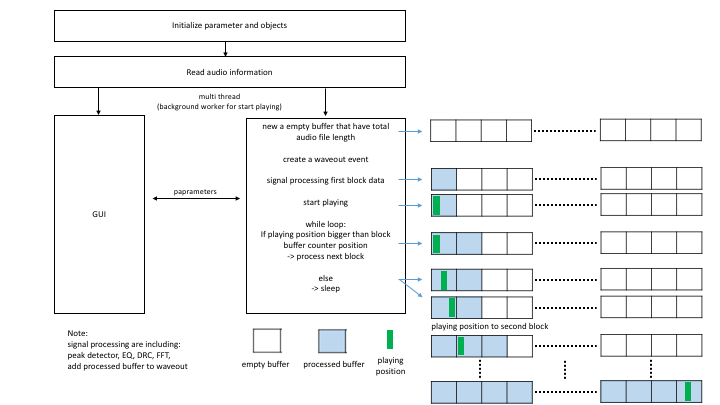 Initialize parameter and objects
Read audio information
multi thread
(background worker for start playing)
new a empty buffer that have total
audio file length
create a waveout event
signal processing first block data
start playing
while loop:
If playing position bigger than block
buffer counter position
-> process next block
else
-> sleep
GUI
paprameters
playing position to second block
Note:
signal processing are including:
peak detector, EQ, DRC, FFT,
add processed buffer to waveout
empty buffer
processed buffer
playing
position